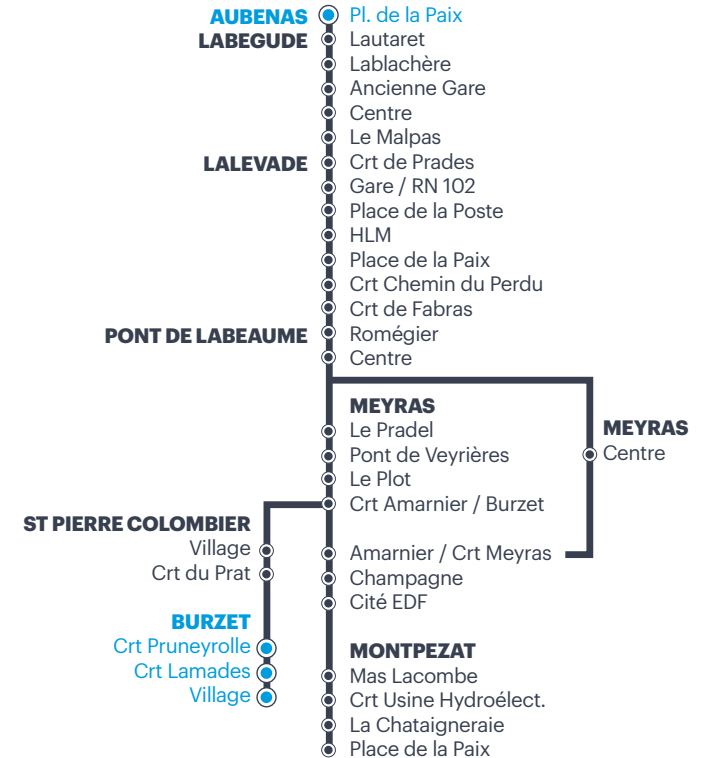 AUBENAS Pl. de la Paix
LABEGUDE Lautaret
Lablachère
Ancienne Gare
Centre
Le Malpas
LALEVADE Crt de Prades
Gare / RN 102
Place de la Poste
HLM
Place de la Paix
Crt Chemin du Perdu
Crt de Fabras
PONT DE LABEAUME Romégier
Centre
MEYRAS
Le Pradel
Pont de Veyrières
Le Plot
Crt Amarnier / Burzet
MEYRAS
Centre
ST PIERRE COLOMBIER
Village
Crt du Prat
BURZET
Crt Pruneyrolle
Crt Lamades
Village
Amarnier / Crt Meyras
Champagne
Cité EDF
MONTPEZAT
Mas Lacombe
Crt Usine Hydroélect.
La Chataigneraie
Place de la Paix